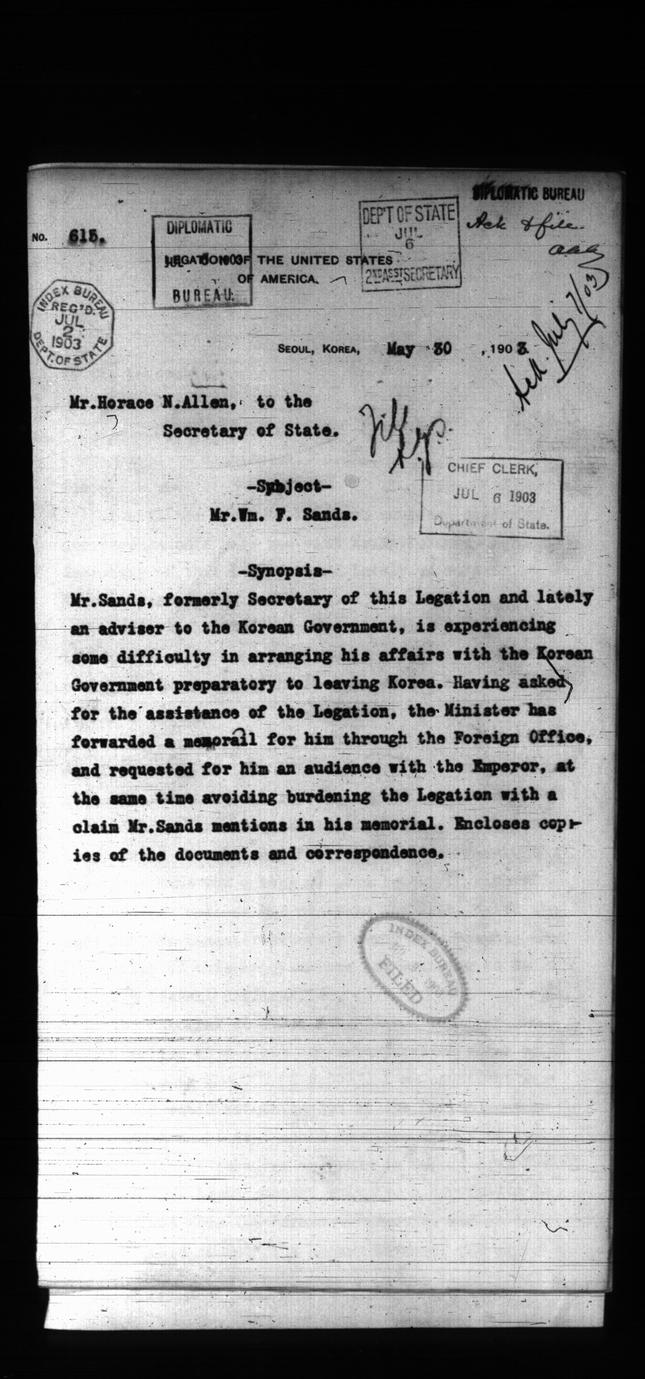 DIPLOMATIC BUREAU
Ack & file.
aaa
NO. 615.
DIPLOMATIC
BUREAU.
DEP'T OF STATE
JUL
6
2ND ASST SECRETARY
LEGATION OF THE UNITED STATES
OF AMERICA.
INDEX BUREAU
REC'D.
JUL
2
1903
DEPT. OF STATE
Ack. July 7/03
SEOUL, KOREA, May 30, 1903.
Mr.Horace N.Allen, to the
Secretary of State.
CHIEF CLERK,
JUL 6 1903
Department of State.
-Subject-
Mr.Wm. F. Sands.
-Synopsis-
Mr.Sands, formerly Secretary of this Legation and lately
an adviser to the Korean Government, is experiencing
some difficulty in arranging his affairs with the Korean
Government preparatory to leaving Korea. Having asked,
for the assistance of the Legation, the Minister has
forwarded a memorail for him through the Foreign Office,
and requested for him an audience with the Emperor, at
the same time avoiding burdening the Legation with a
claim Mr.Sands mentions in his memorial. Encloses cop-
ies of the documents and correspondence.
INDEX BUREAU
FILED